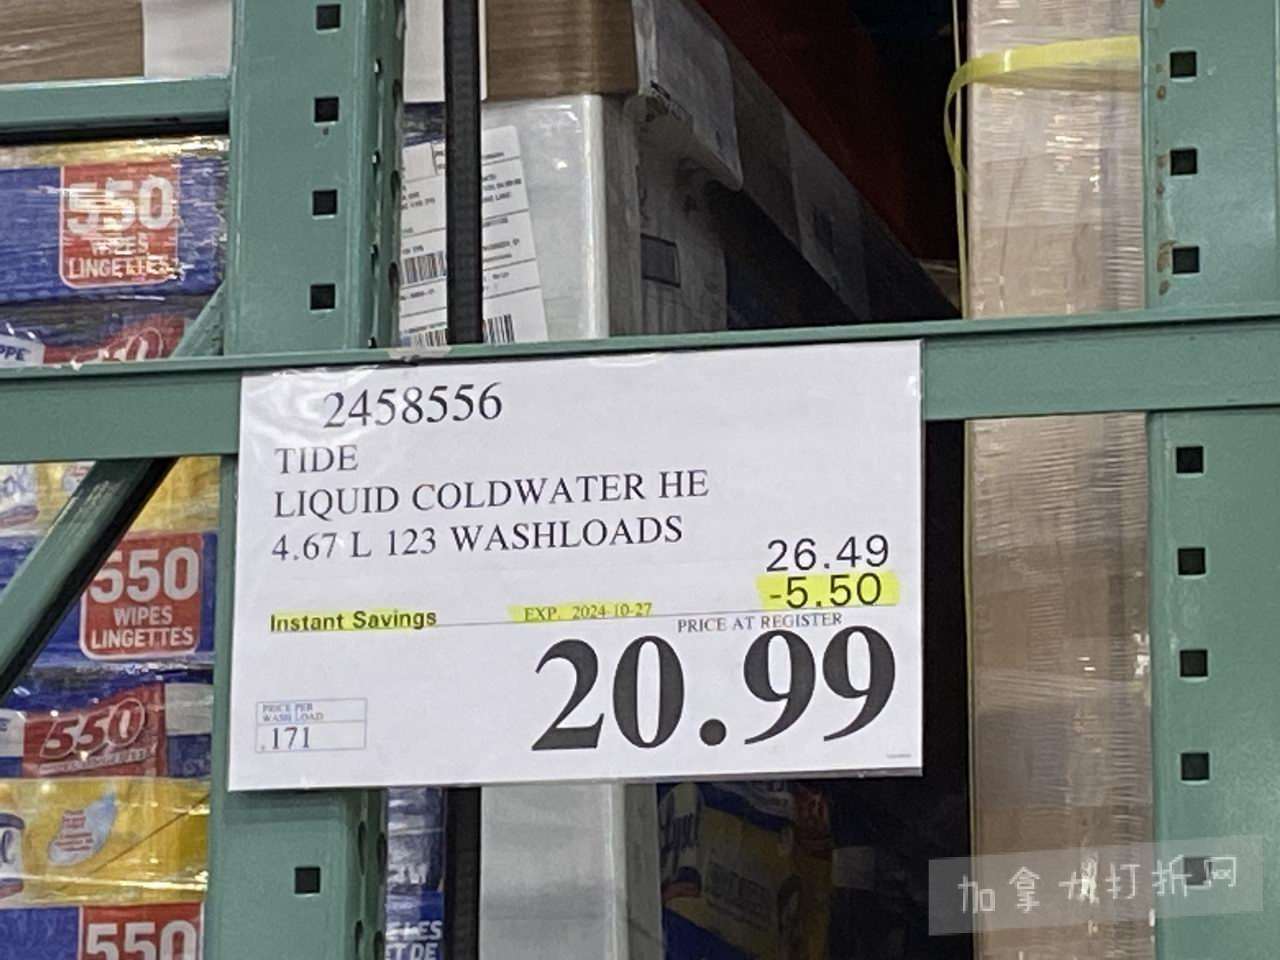 550
WIPES
LINGETTES
2458556
TIDE
LIQUID COLDWATER HE
4.67 L 123 WASHLOADS
26.49
-5.50
Instant Savings EXP. 2024-10-27
PRICE AT REGISTER
20.99
PRICE PER
WASH LOAD
.171
550
WIPES
LINGETTES
550
550
加拿大打折网